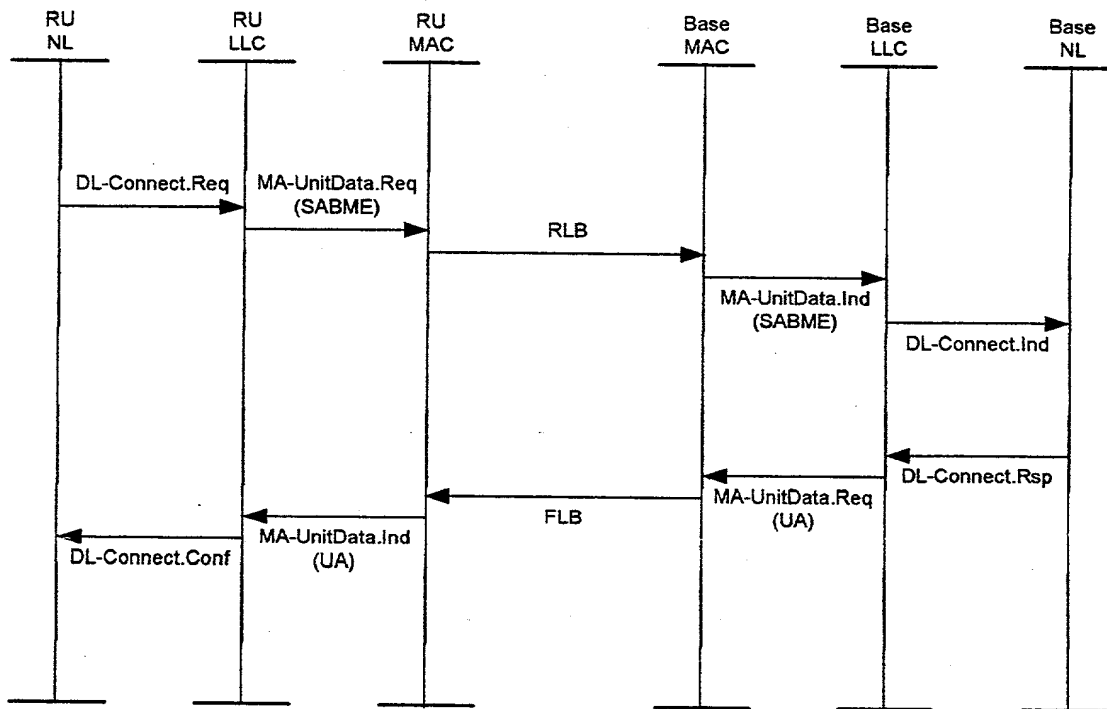 RU
NL
RU
LLC
RU
MAC
Base
MAC
Base
LLC
Base
NL
DL-Connect.Req
MA-UnitData.Req
(SABME)
RLB
MA-UnitData.Ind
(SABME)
DL-Connect.Ind
DL-Connect.Rsp
MA-UnitData.Req
(UA)
FLB
MA-UnitData.Ind
(UA)
DL-Connect.Conf